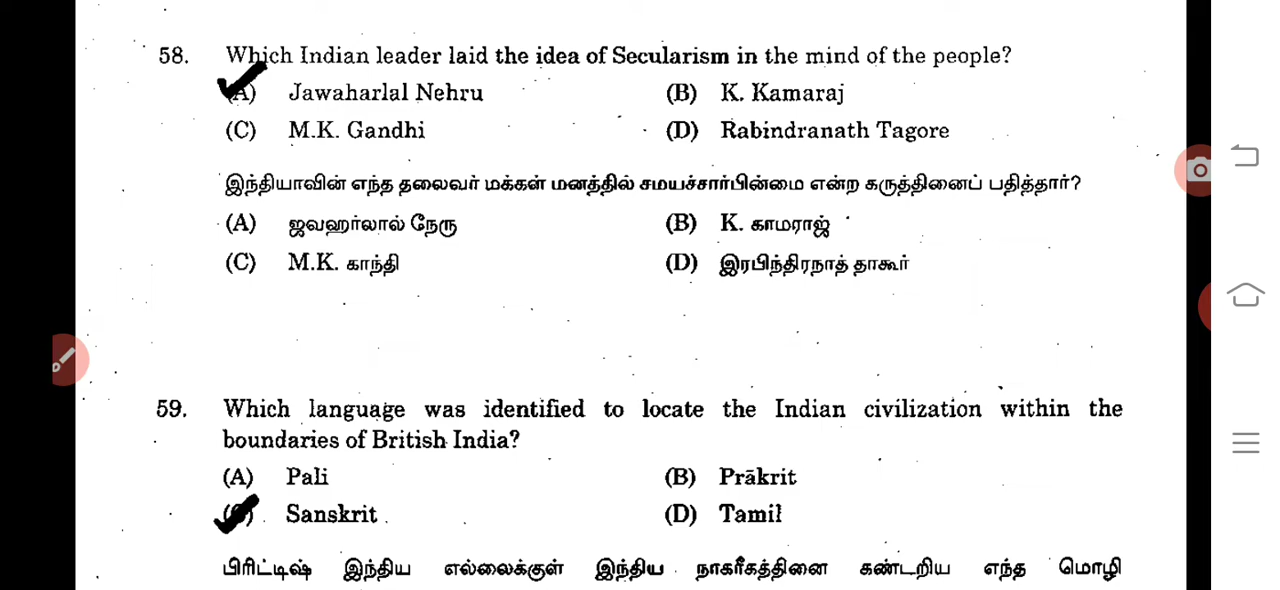 58. Which Indian leader laid the idea of Secularism in the mind of the people?
(A) Jawaharlal Nehru (B) K. Kamaraj
(C) M.K. Gandhi (D) Rabindranath Tagore
இந்தியாவின் எந்த தலைவர் மக்கள் மனத்தில் சமயச்சார்பின்மை என்ற கருத்தினைப் பதித்தார்?
(A) ஜவஹர்லால் நேரு (B) K. காமராஜ்
(C) M.K. காந்தி (D) இரபிந்திரநாத் தாகூர்
59. Which language was identified to locate the Indian civilization within the
boundaries of British India?
(A) Pali (B) Prākrit
(C) Sanskrit (D) Tamil
பிரிட்டிஷ் இந்திய எல்லைக்குள் இந்திய நாகரீகத்தினை கண்டறிய எந்த மொழி